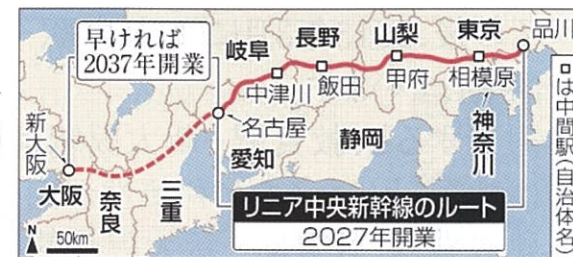 早ければ
2037年開業
岐阜
長野
山梨
東京
品川
中津川
飯田
甲府
相模原
新大阪
名古屋
静岡
神奈川
愛知
大阪
奈良
三重
リニア中央新幹線のルート
2027年開業
N
50km
□は中間駅(自治体名)